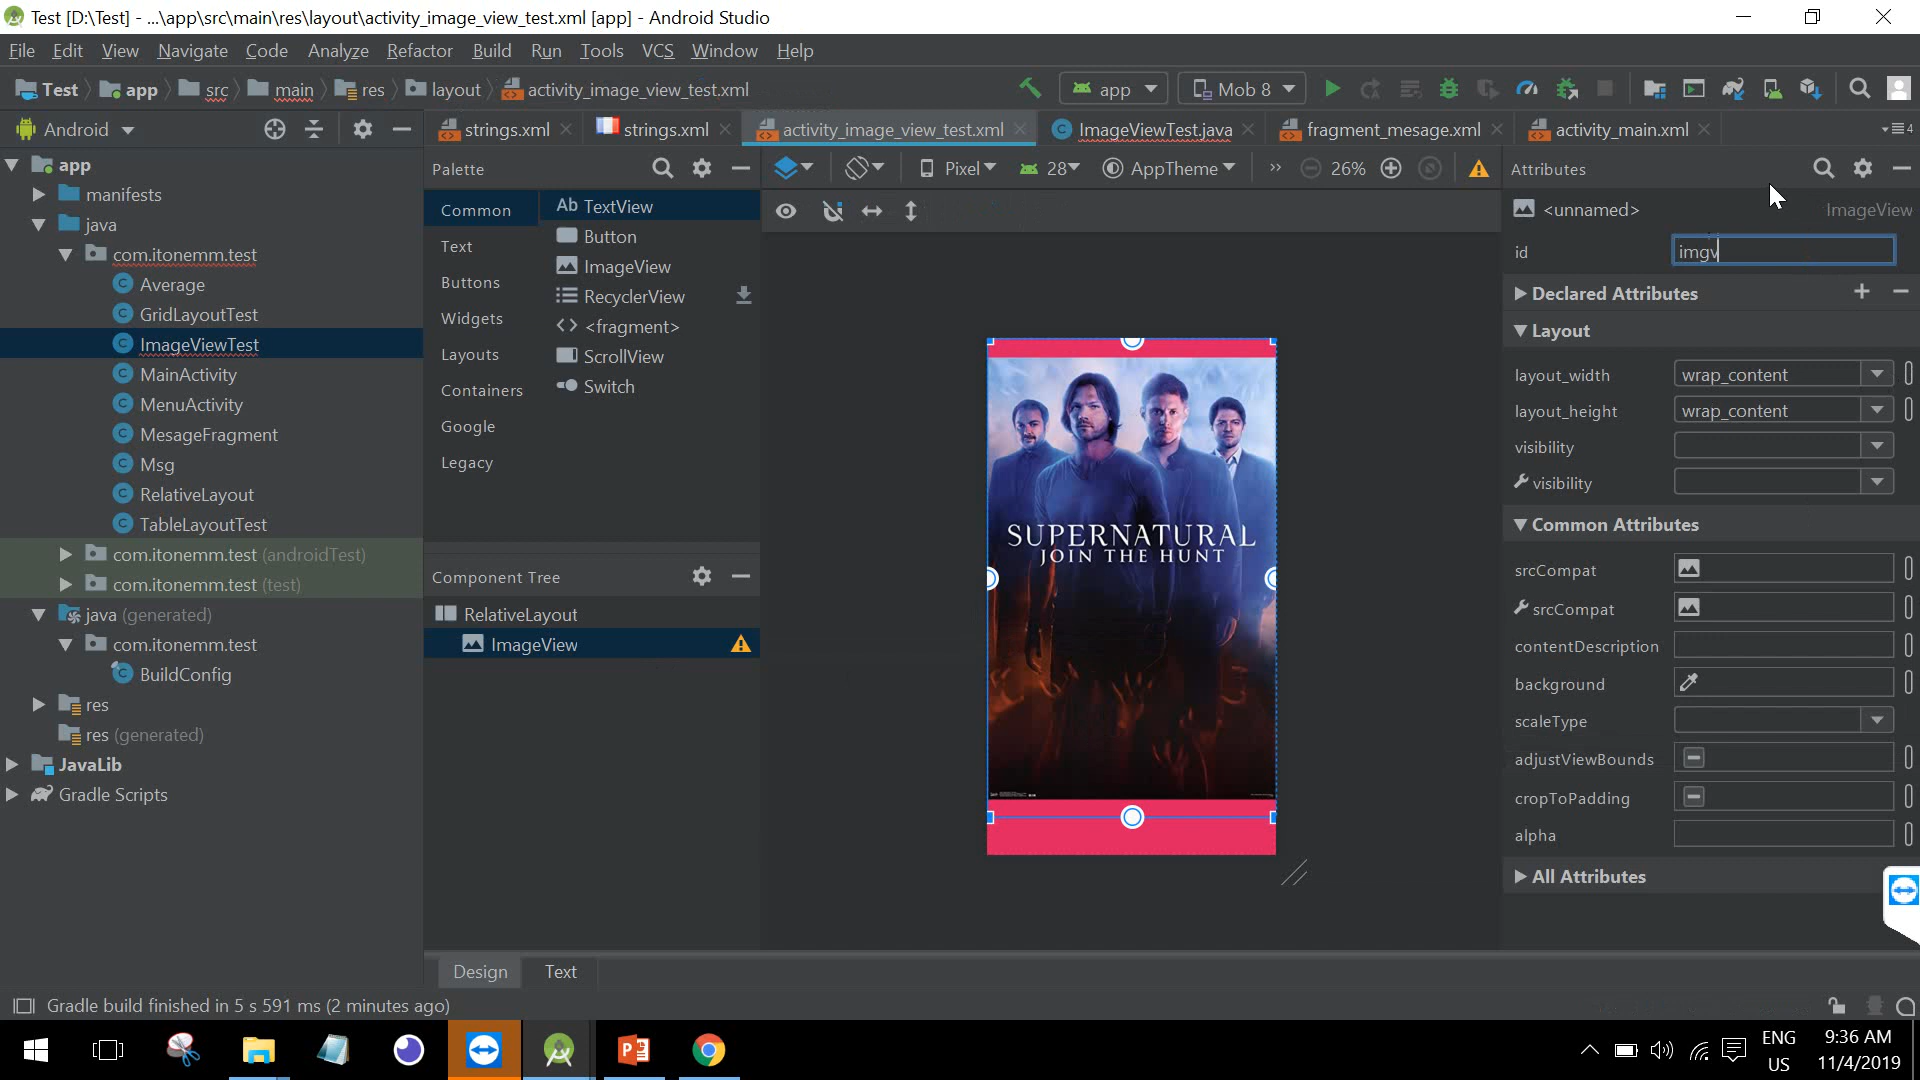 Test [D:\Test] - ...\app\src\main\res\layout\activity_image_view_test.xml [app] - Android Studio
File Edit View Navigate Code Analyze Refactor Build Run Tools VCS Window Help
Test app src main res layout activity_image_view_test.xml app Mob 8
Android strings.xml strings.xml activity_image_view_test.xml ImageViewTest.java fragment_mesage.xml activity_main.xml 4
app
manifests
java
com.itonemm.test
Average
GridLayoutTest
ImageViewTest
MainActivity
MenuActivity
MesageFragment
Msg
RelativeLayout
TableLayoutTest
com.itonemm.test (androidTest)
com.itonemm.test (test)
java (generated)
com.itonemm.test
BuildConfig
res
res (generated)
JavaLib
Gradle Scripts
Palette
Common
Text
Buttons
Widgets
Layouts
Containers
Google
Legacy
Ab TextView
Button
ImageView
RecyclerView
<fragment>
ScrollView
Switch
Component Tree
RelativeLayout
ImageView
Pixel 28 AppTheme 26%
SUPERNATURAL
JOIN THE HUNT
Attributes
<unnamed> ImageView
id imgv
Declared Attributes
Layout
layout_width wrap_content
layout_height wrap_content
visibility
visibility
Common Attributes
srcCompat
srcCompat
contentDescription
background
scaleType
adjustViewBounds
cropToPadding
alpha
All Attributes
Design Text
Gradle build finished in 5 s 591 ms (2 minutes ago)
ENG
US
9:36 AM
11/4/2019